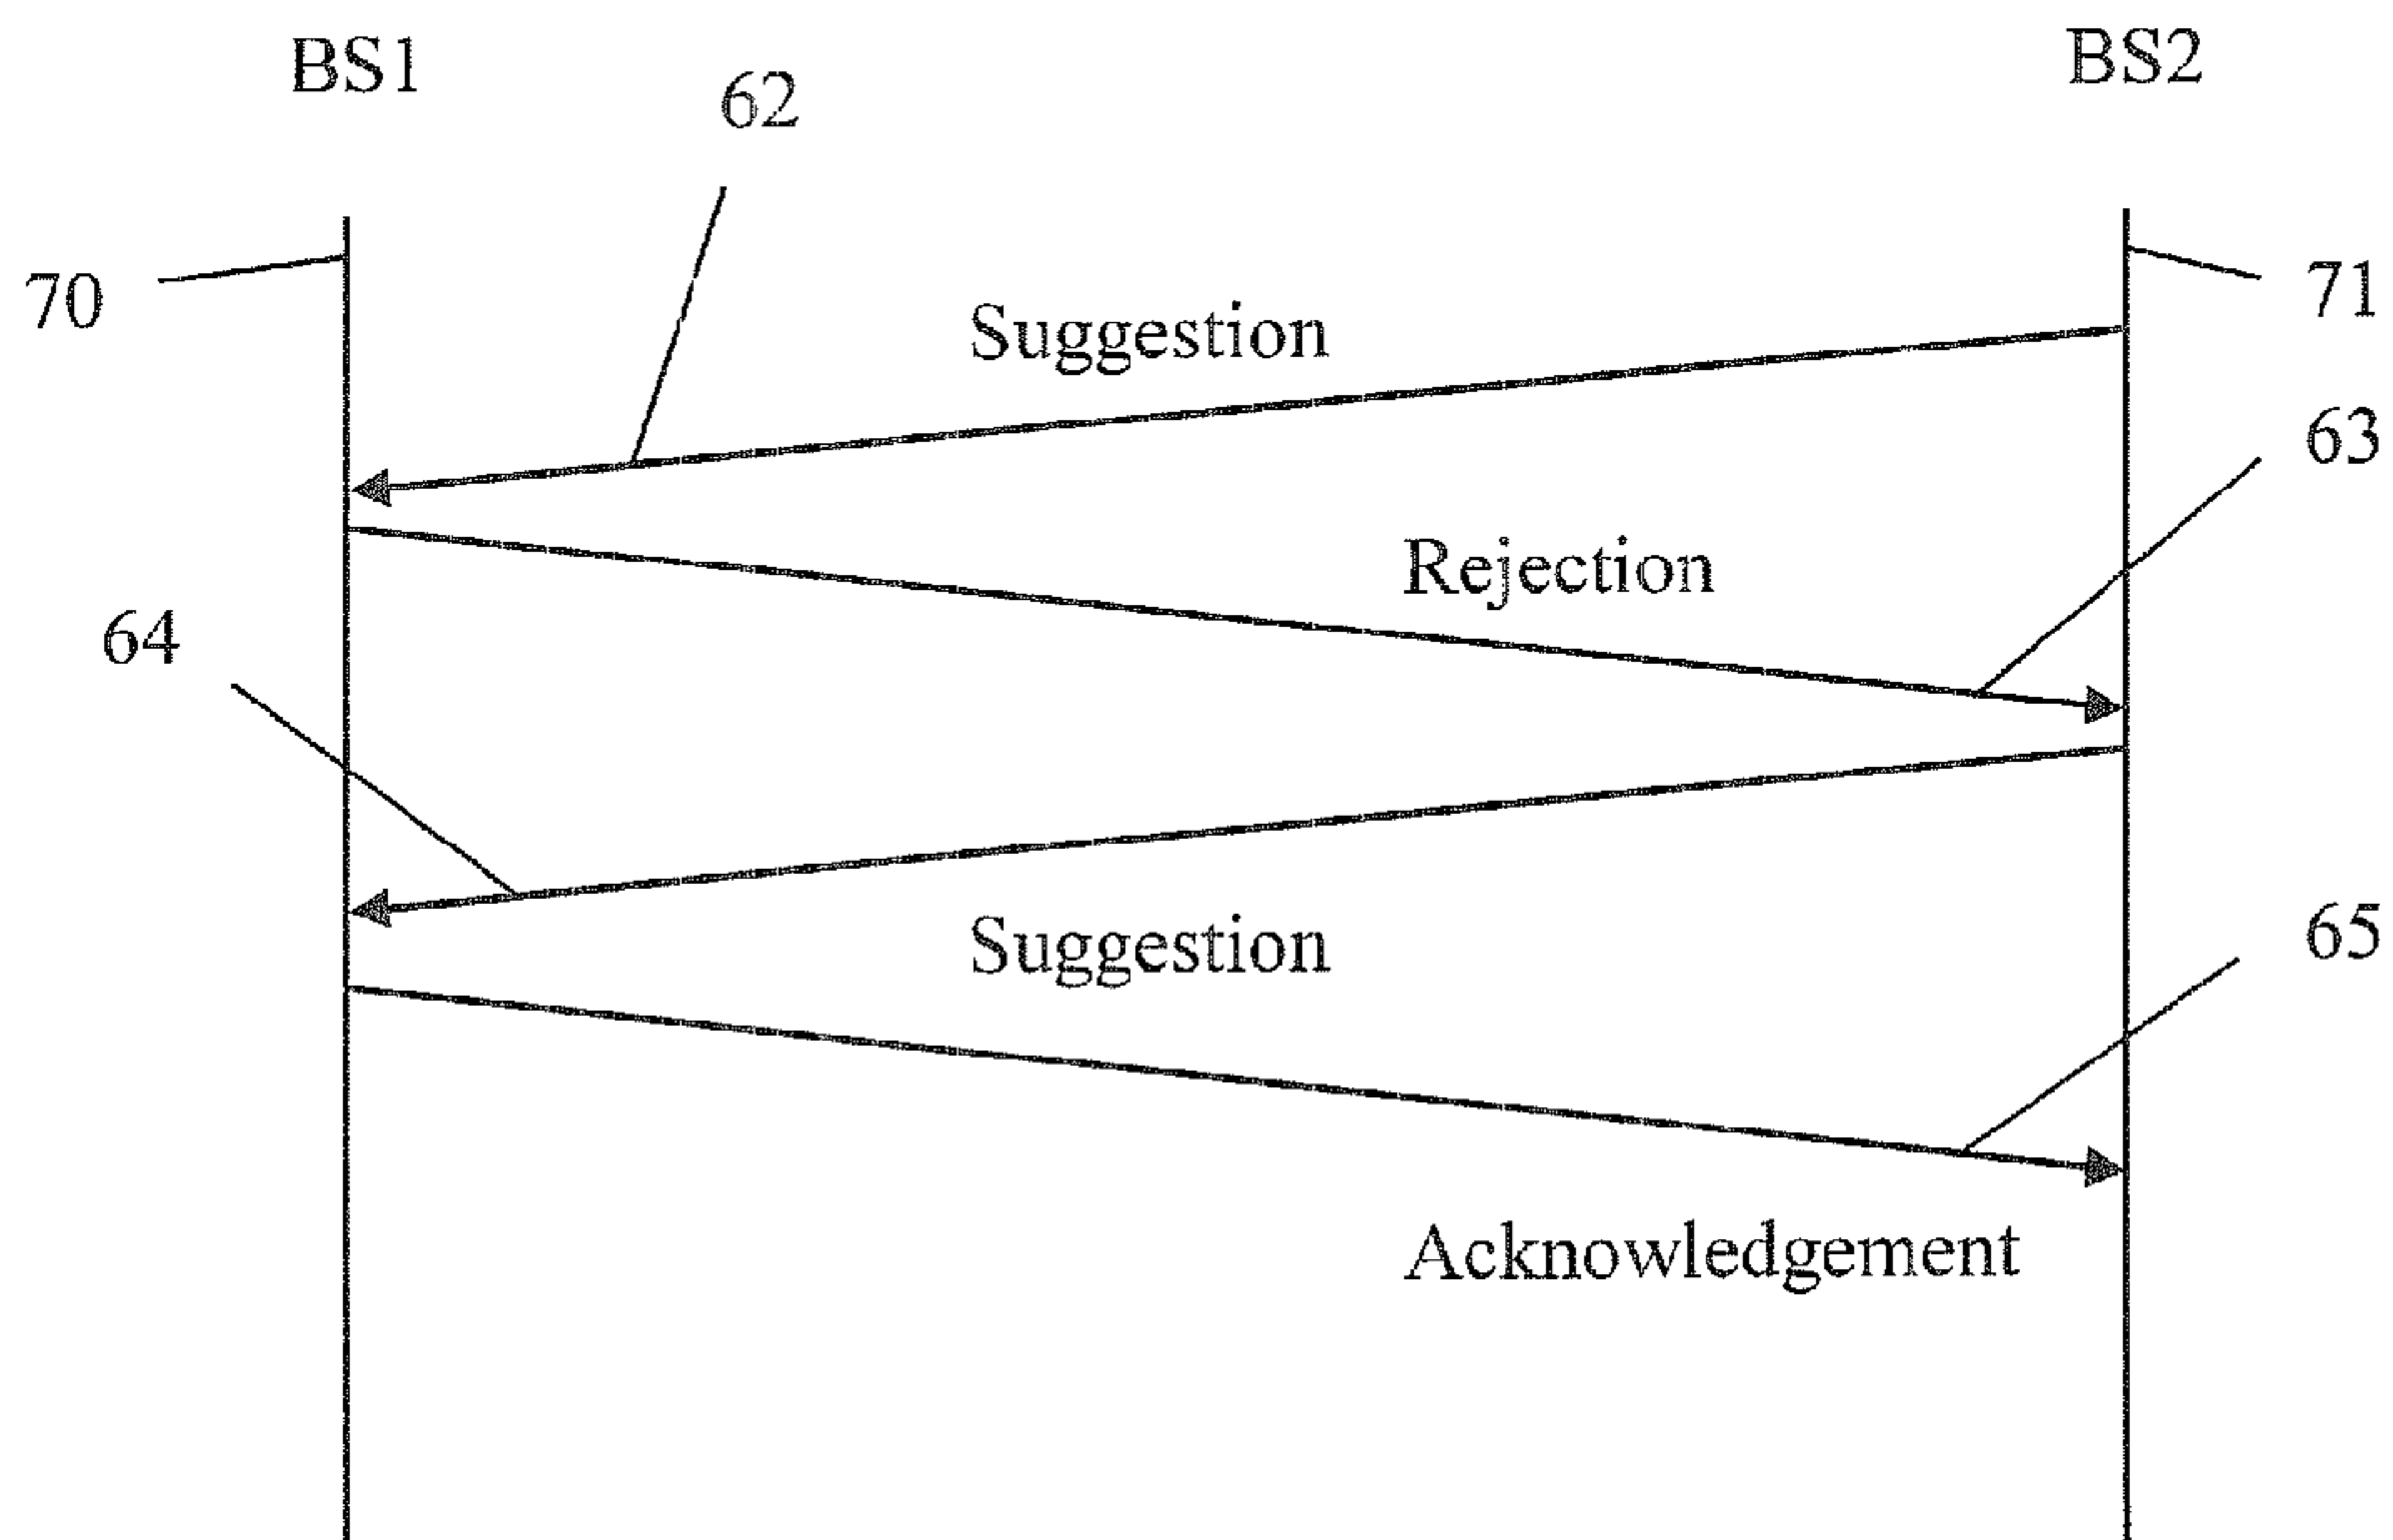 BS1
BS2
62
70
71
Suggestion
63
Rejection
64
Suggestion
65
Acknowledgement